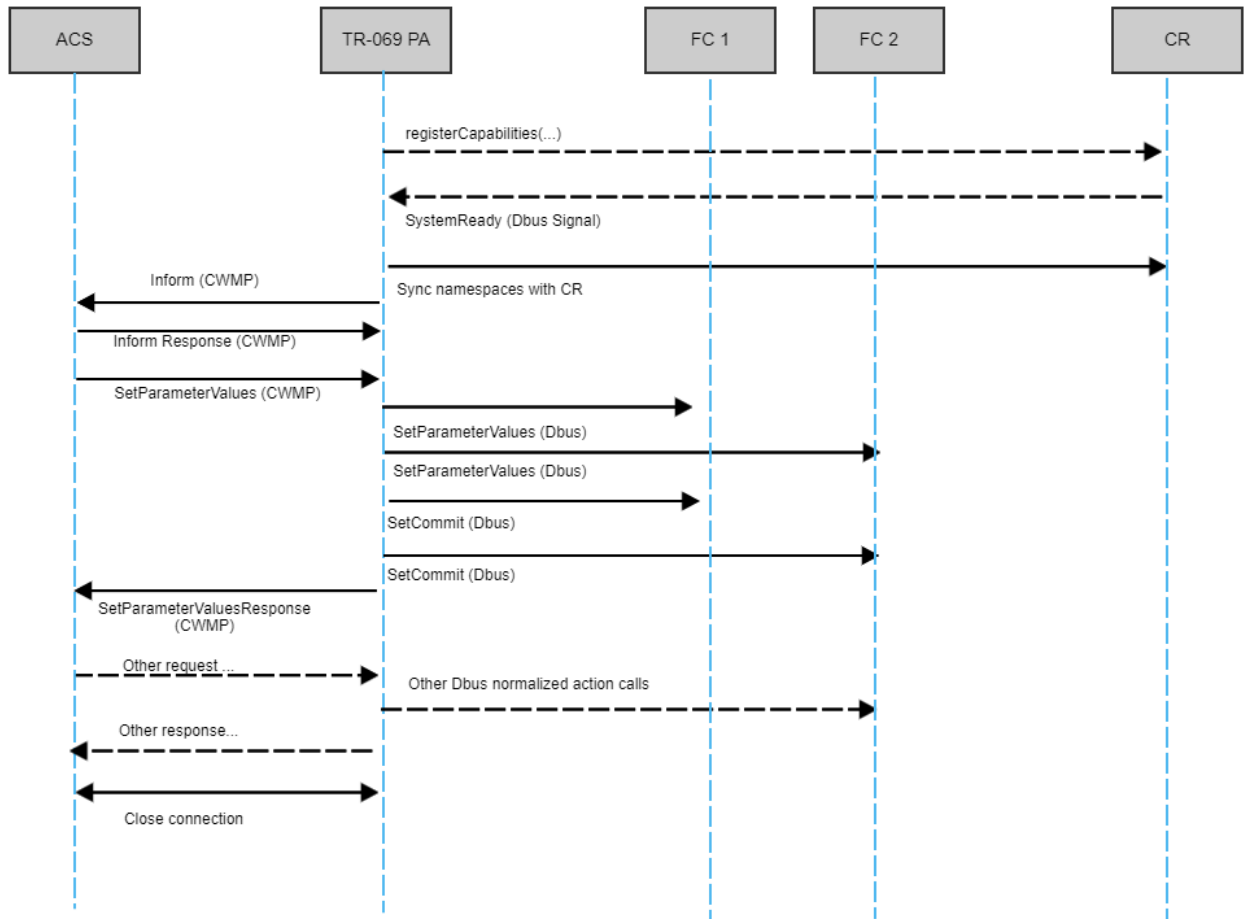 ACS
TR-069 PA
FC 1
FC 2
CR
registerCapabilities(...)
SystemReady (Dbus Signal)
Inform (CWMP)
Sync namespaces with CR
Inform Response (CWMP)
SetParameterValues (CWMP)
SetParameterValues (Dbus)
SetParameterValues (Dbus)
SetCommit (Dbus)
SetCommit (Dbus)
SetParameterValuesResponse
(CWMP)
Other request ...
Other Dbus normalized action calls
Other response...
Close connection